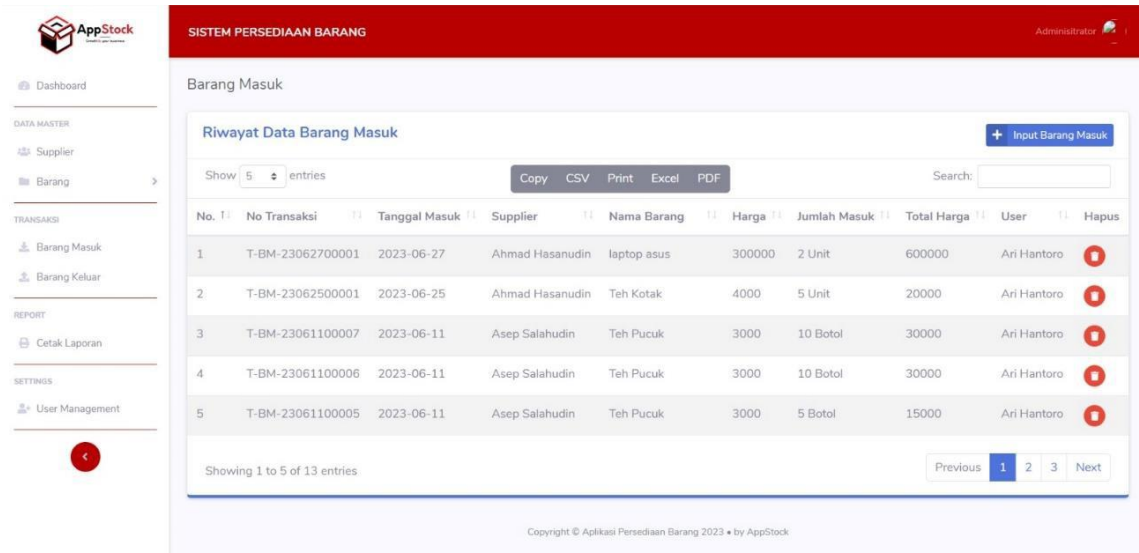 AppStock
SISTEM PERSEDIAAN BARANG
Adminisitrator
Dashboard
DATA MASTER
Supplier
Barang
TRANSAKSI
Barang Masuk
Barang Keluar
REPORT
Cetak Laporan
SETTINGS
User Management
Barang Masuk
Riwayat Data Barang Masuk
+ Input Barang Masuk
Show 5 entries
Copy CSV Print Excel PDF
Search:
No. No Transaksi Tanggal Masuk Supplier Nama Barang Harga Jumlah Masuk Total Harga User Hapus
1 T-BM-23062700001 2023-06-27 Ahmad Hasanudin laptop asus 300000 2 Unit 600000 Ari Hantoro
2 T-BM-23062500001 2023-06-25 Ahmad Hasanudin Teh Kotak 4000 5 Unit 20000 Ari Hantoro
3 T-BM-23061100007 2023-06-11 Asep Salahudin Teh Pucuk 3000 10 Botol 30000 Ari Hantoro
4 T-BM-23061100006 2023-06-11 Asep Salahudin Teh Pucuk 3000 10 Botol 30000 Ari Hantoro
5 T-BM-23061100005 2023-06-11 Asep Salahudin Teh Pucuk 3000 5 Botol 15000 Ari Hantoro
Showing 1 to 5 of 13 entries
Previous 1 2 3 Next
Copyright © Aplikasi Persediaan Barang 2023 • by AppStock